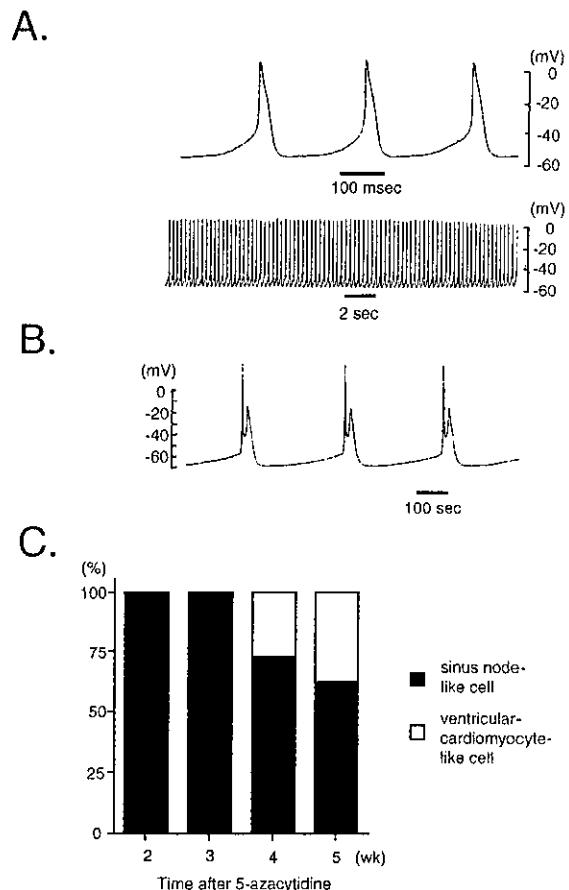 A.
(mV)
0
-20
-40
-60
100 msec
(mV)
0
-20
-40
-60
2 sec
B.
(mV)
0
-20
-40
-60
100 sec
C.
(%)
100
75
50
25
0
2 3 4 5 (wk)
Time after 5-azacytidine
sinus node-
like cell
ventricular-
cardiomyocyte-
like cell